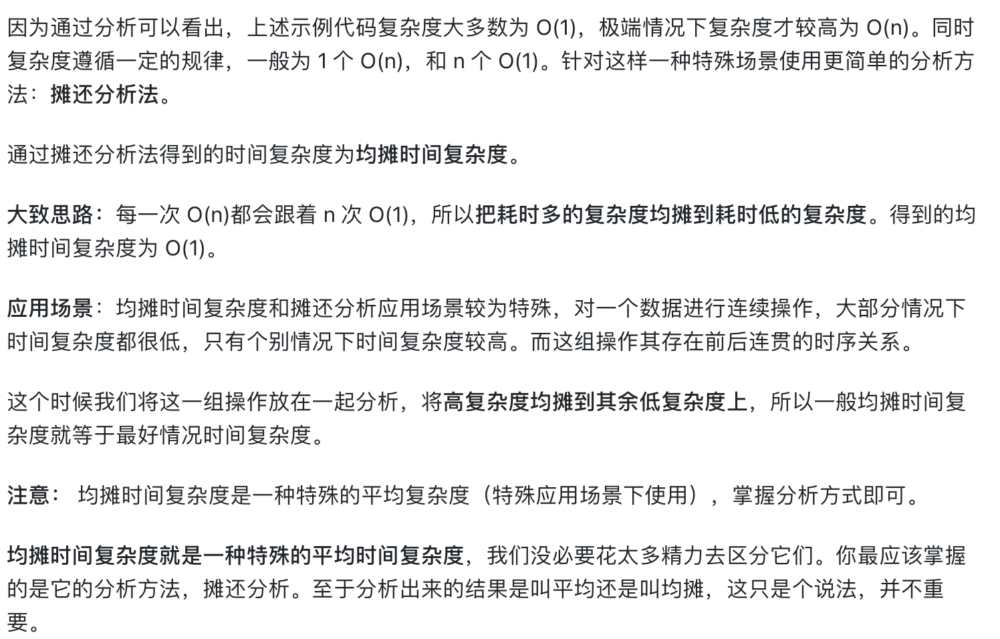 因为通过分析可以看出，上述示例代码复杂度大多数为 O(1)，极端情况下复杂度才较高为 O(n)。同时
复杂度遵循一定的规律，一般为 1 个 O(n)，和 n 个 O(1)。针对这样一种特殊场景使用更简单的分析方
法：摊还分析法。
通过摊还分析法得到的时间复杂度为均摊时间复杂度。
大致思路：每一次 O(n)都会跟着 n 次 O(1)，所以把耗时多的复杂度均摊到耗时低的复杂度。得到的均
摊时间复杂度为 O(1)。
应用场景：均摊时间复杂度和摊还分析应用场景较为特殊，对一个数据进行连续操作，大部分情况下
时间复杂度都很低，只有个别情况下时间复杂度较高。而这组操作其存在前后连贯的时序关系。
这个时候我们将这一组操作放在一起分析，将高复杂度均摊到其余低复杂度上，所以一般均摊时间复
杂度就等于最好情况时间复杂度。
注意： 均摊时间复杂度是一种特殊的平均复杂度（特殊应用场景下使用），掌握分析方式即可。
均摊时间复杂度就是一种特殊的平均时间复杂度，我们没必要花太多精力去区分它们。你最应该掌握
的是它的分析方法，摊还分析。至于分析出来的结果是叫平均还是叫均摊，这只是个说法，并不重
要。